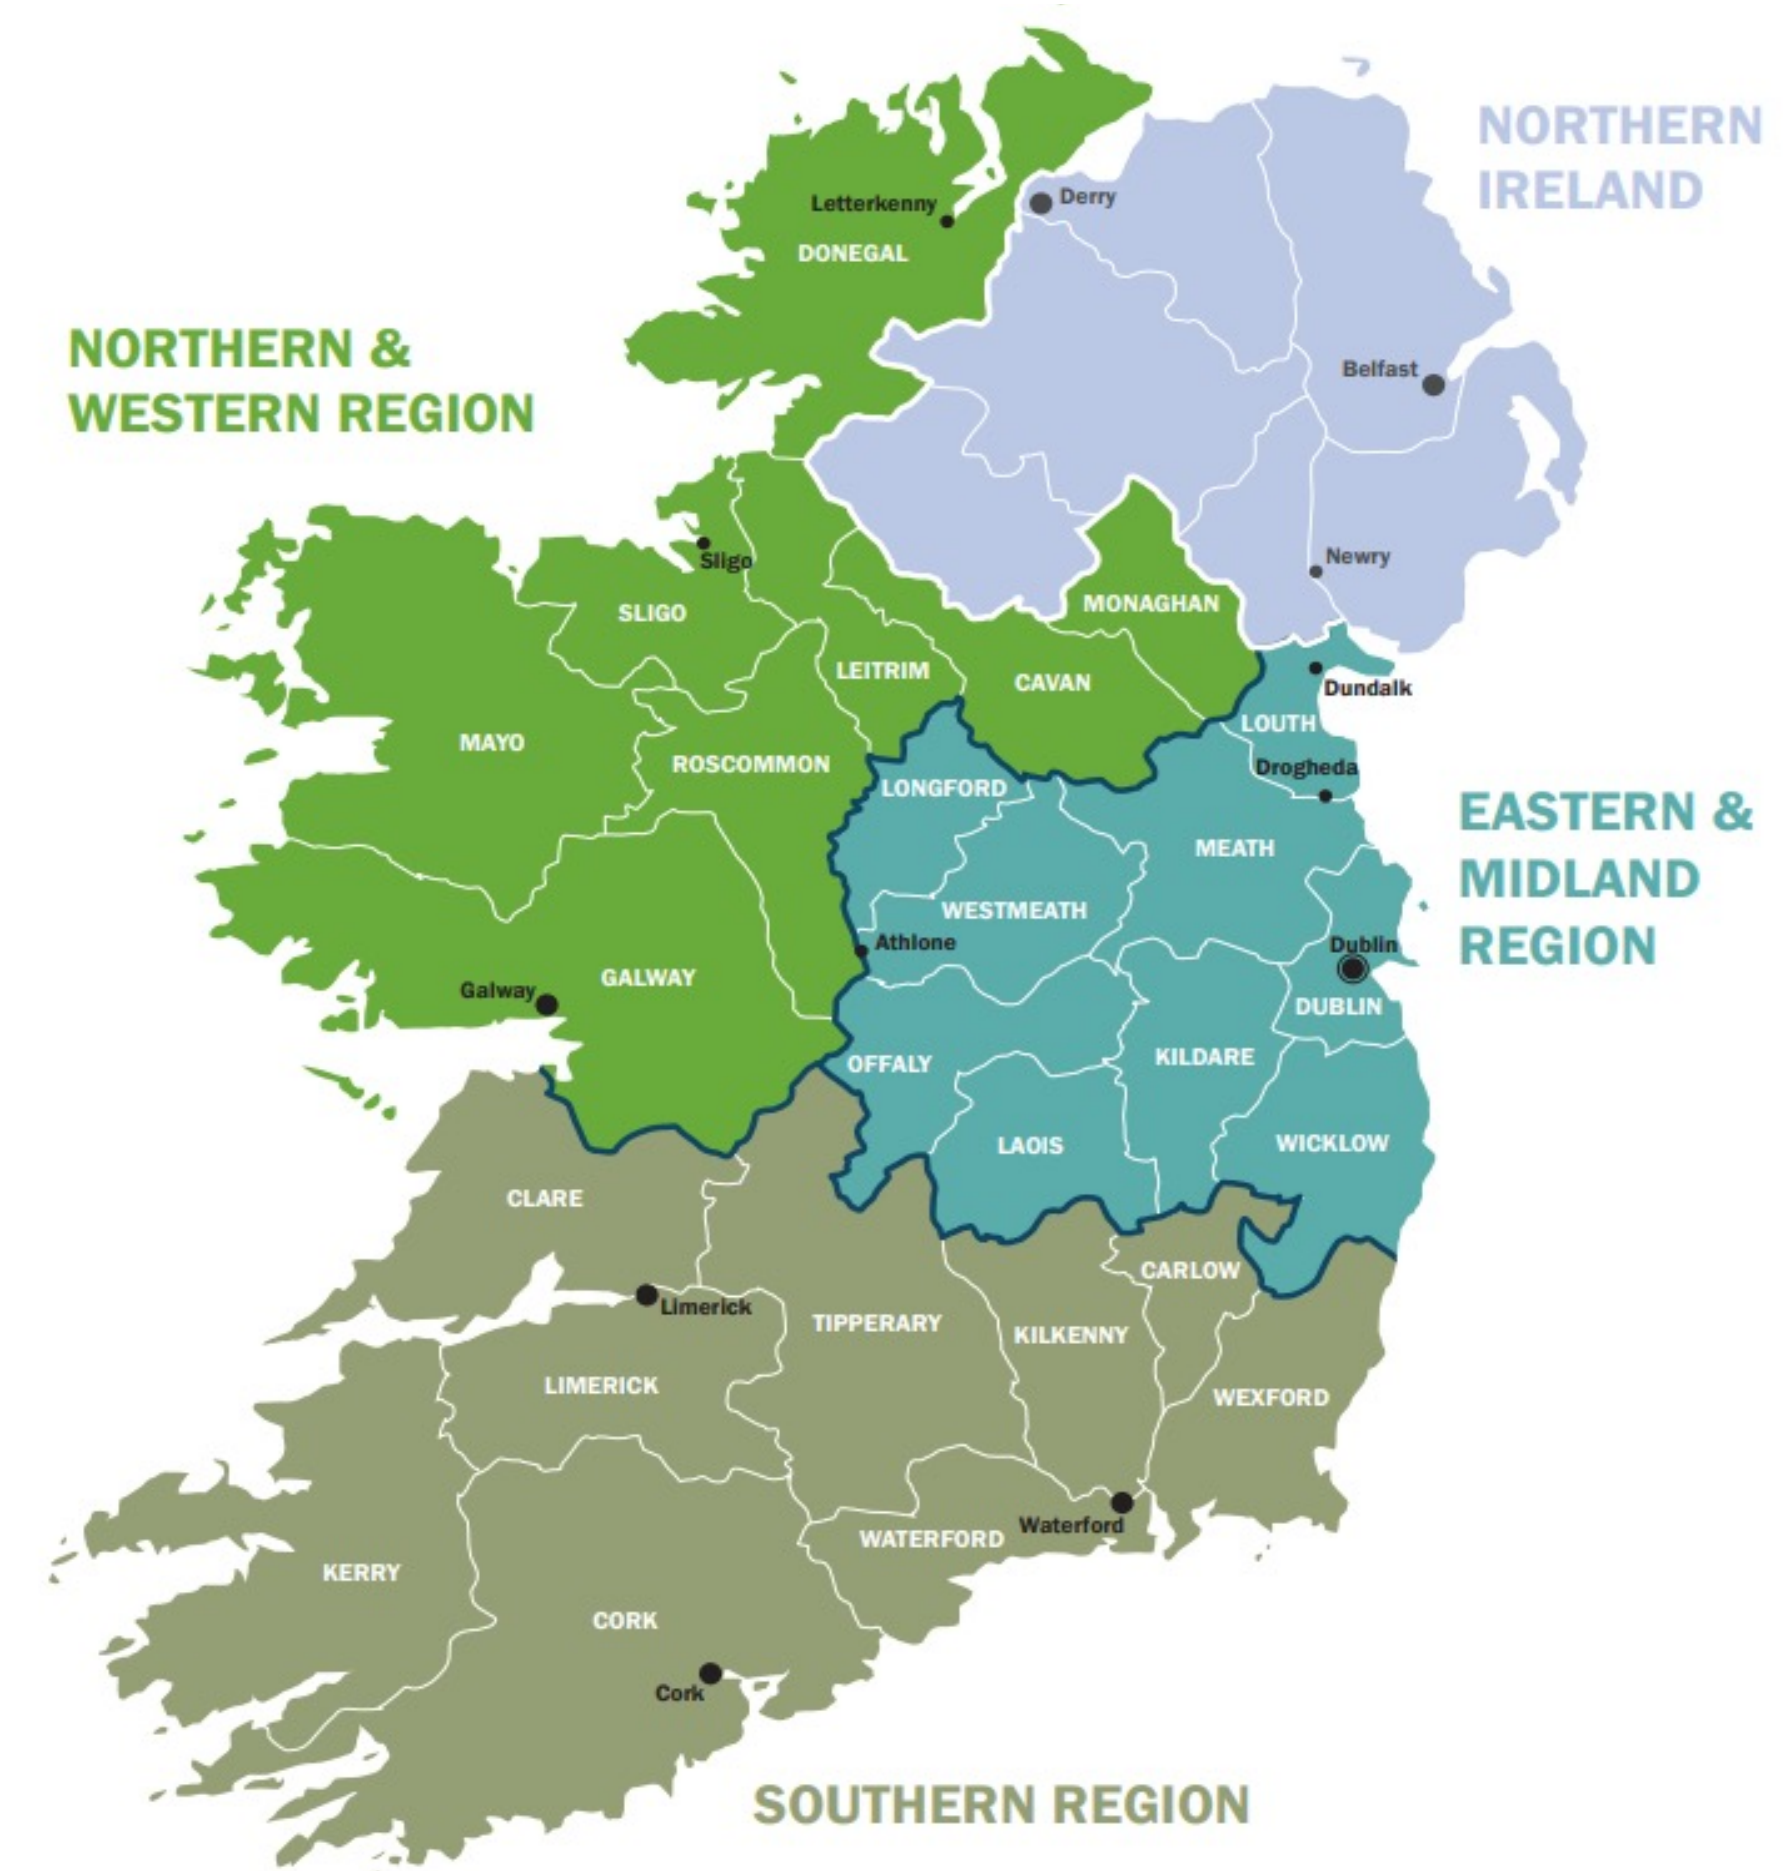 NORTHERN
IRELAND
Derry
Letterkenny
DONEGAL
NORTHERN &
WESTERN REGION
Belfast
Newry
Sligo
SLIGO
MONAGHAN
LEITRIM
CAVAN
Dundalk
LOUTH
MAYO
ROSCOMMON
Drogheda
LONGFORD
EASTERN &
MIDLAND
REGION
MEATH
WESTMEATH
Athlone
Dublin
GALWAY
Galway
DUBLIN
OFFALY
KILDARE
LAOIS
WICKLOW
CLARE
CARLOW
Limerick
TIPPERARY
KILKENNY
LIMERICK
WEXFORD
Waterford
WATERFORD
KERRY
CORK
Cork
SOUTHERN REGION